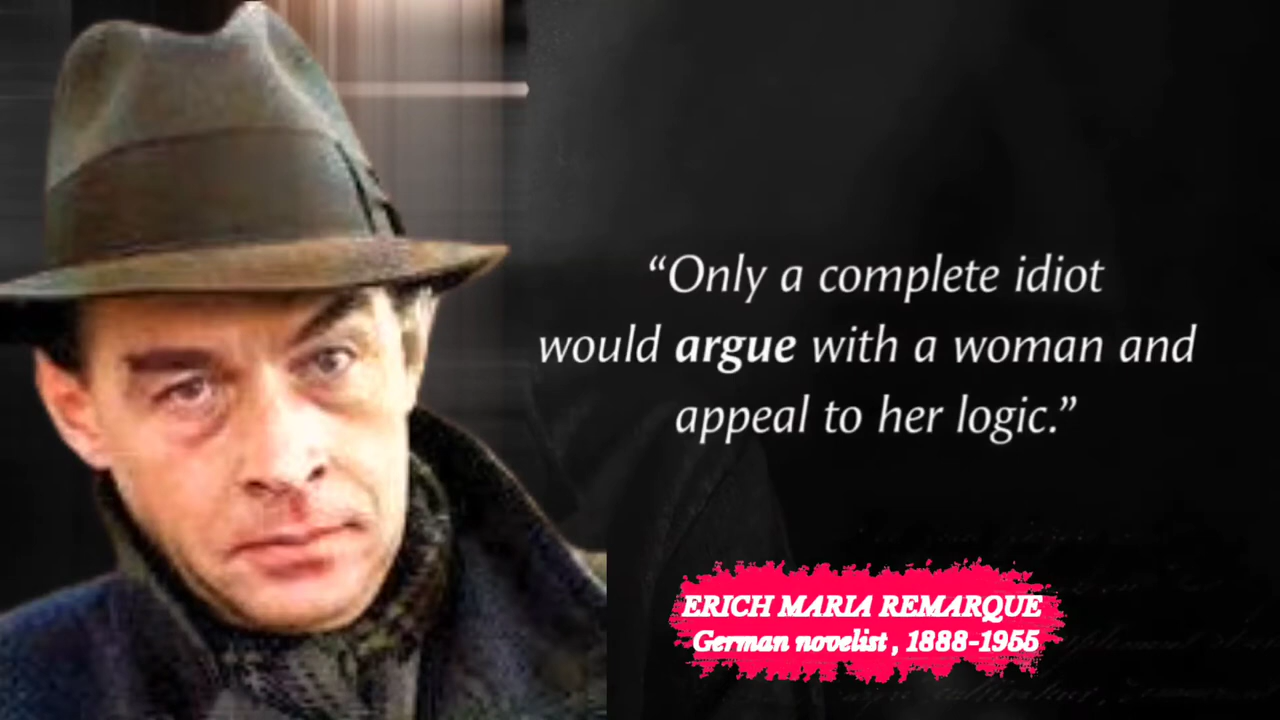 “Only a complete idiot
would argue with a woman and
appeal to her logic.”
ERICH MARIA REMARQUE
German novelist , 1888-1955